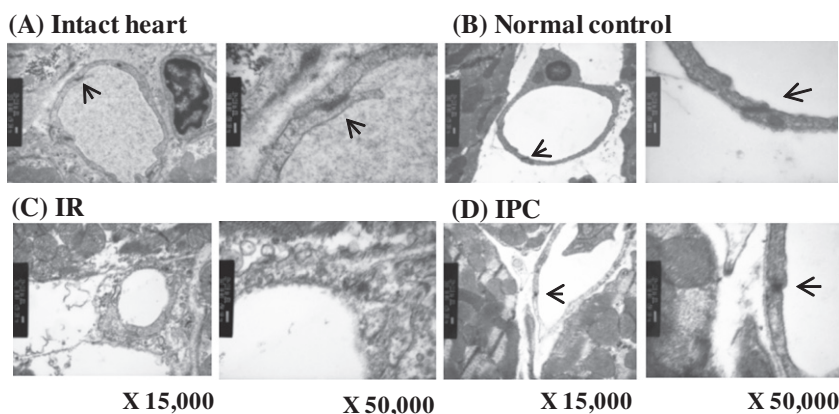 (A) Intact heart
(B) Normal control
(C) IR
(D) IPC
X 15,000
X 50,000
X 15,000
X 50,000